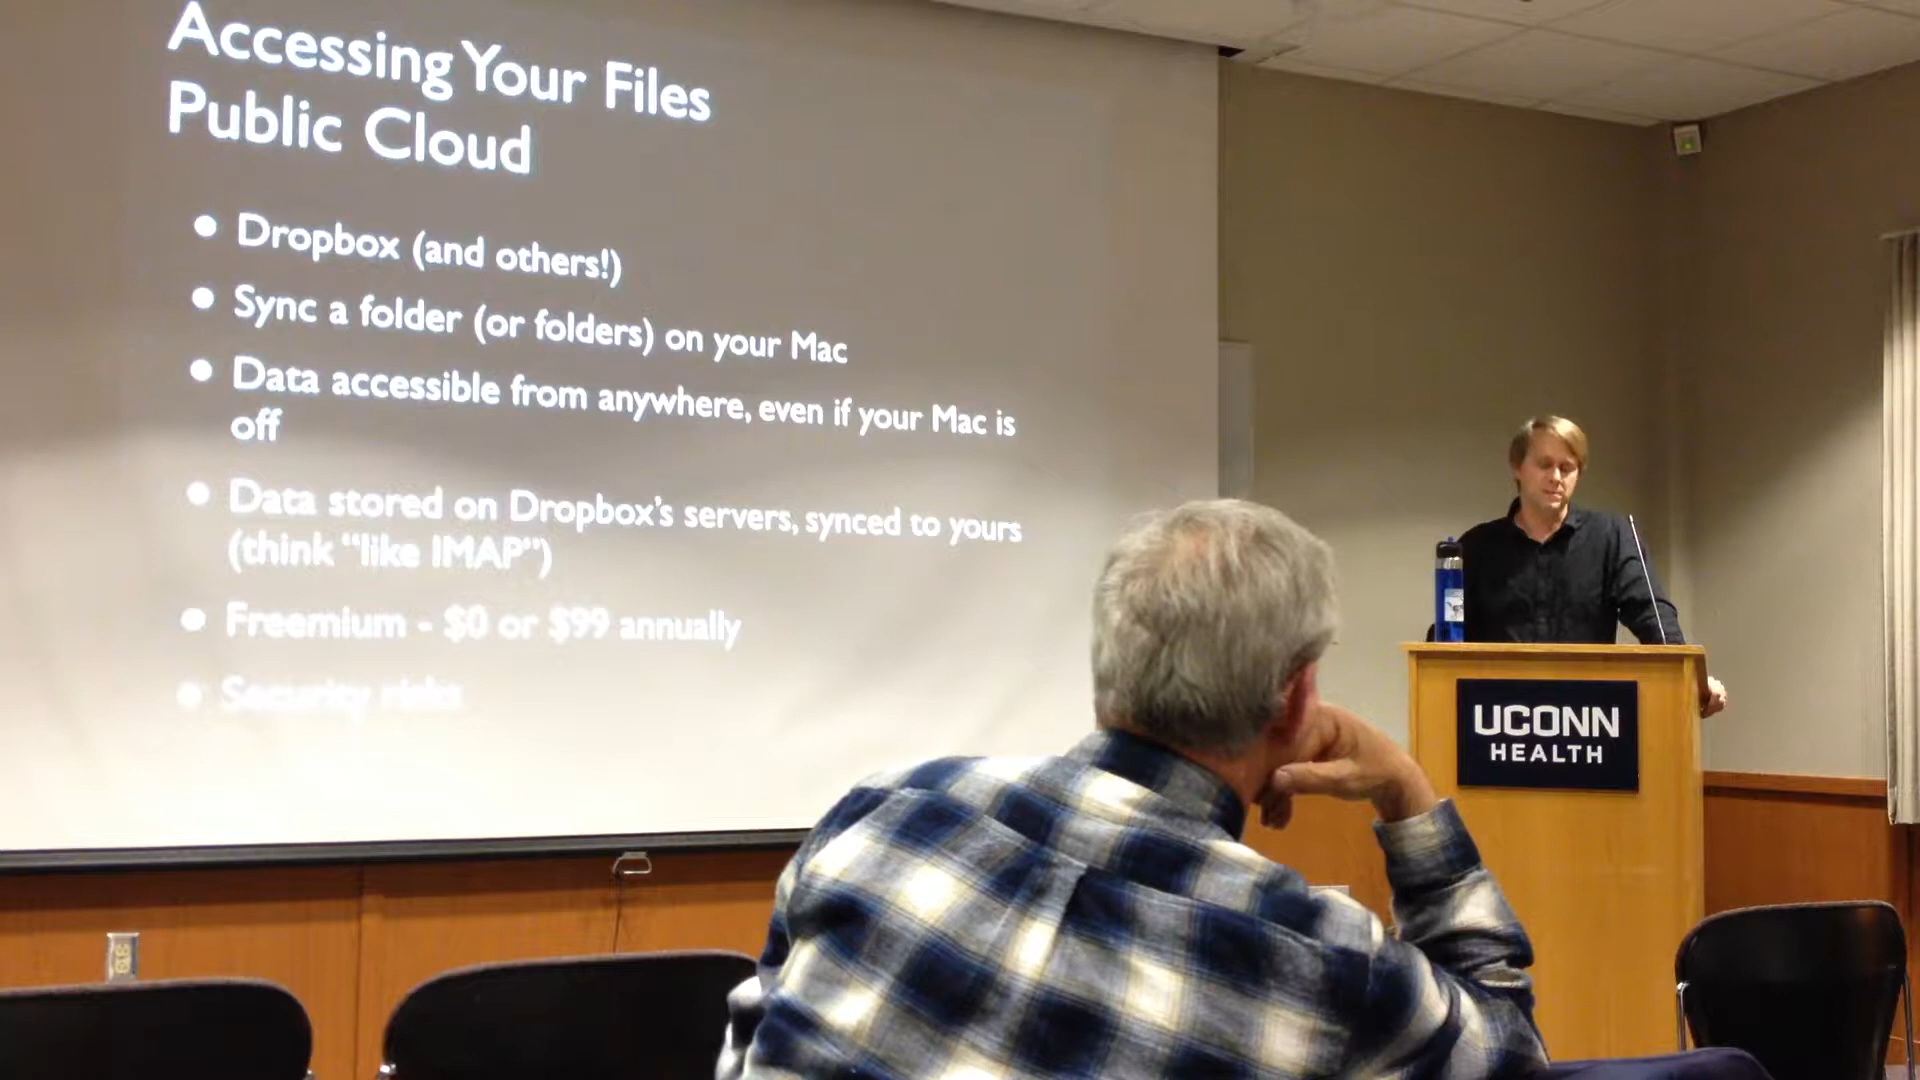 Accessing Your Files
Public Cloud
● Dropbox (and others!)
● Sync a folder (or folders) on your Mac
● Data accessible from anywhere, even if your Mac is
off
● Data stored on Dropbox’s servers, synced to yours
(think “like IMAP”)
● Freemium - $0 or $99 annually
● Security risks
UCONN
HEALTH